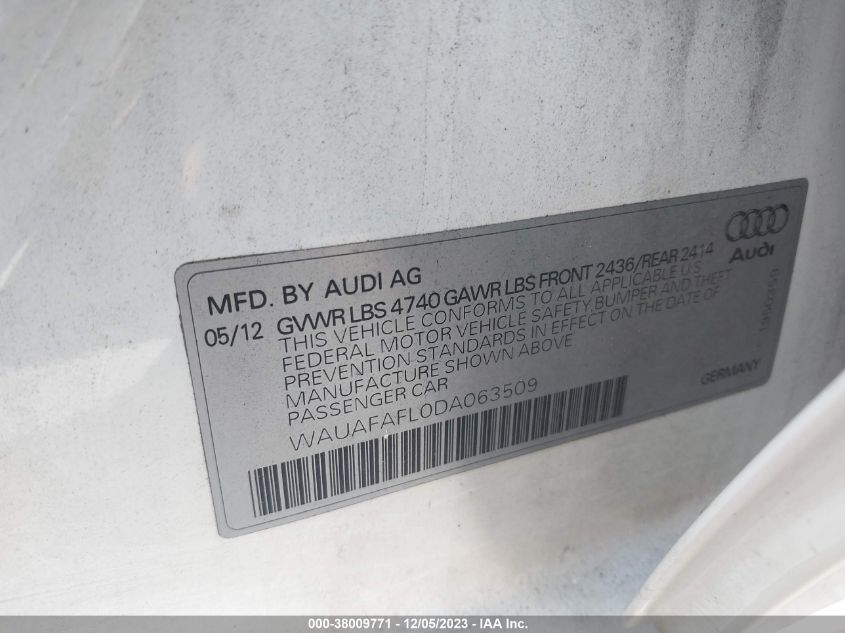 MFD. BY AUDI AG
05/12 GVWR LBS 4740 GAWR LBS FRONT 2436/REAR 2414
THIS VEHICLE CONFORMS TO ALL APPLICABLE U.S.
FEDERAL MOTOR VEHICLE SAFETY, BUMPER AND THEFT
PREVENTION STANDARDS IN EFFECT ON THE DATE OF
MANUFACTURE SHOWN ABOVE
PASSENGER CAR
WAUAFAFL0DA063509
Audi
GERMANY
000-38009771 - 12/05/2023 - IAA Inc.